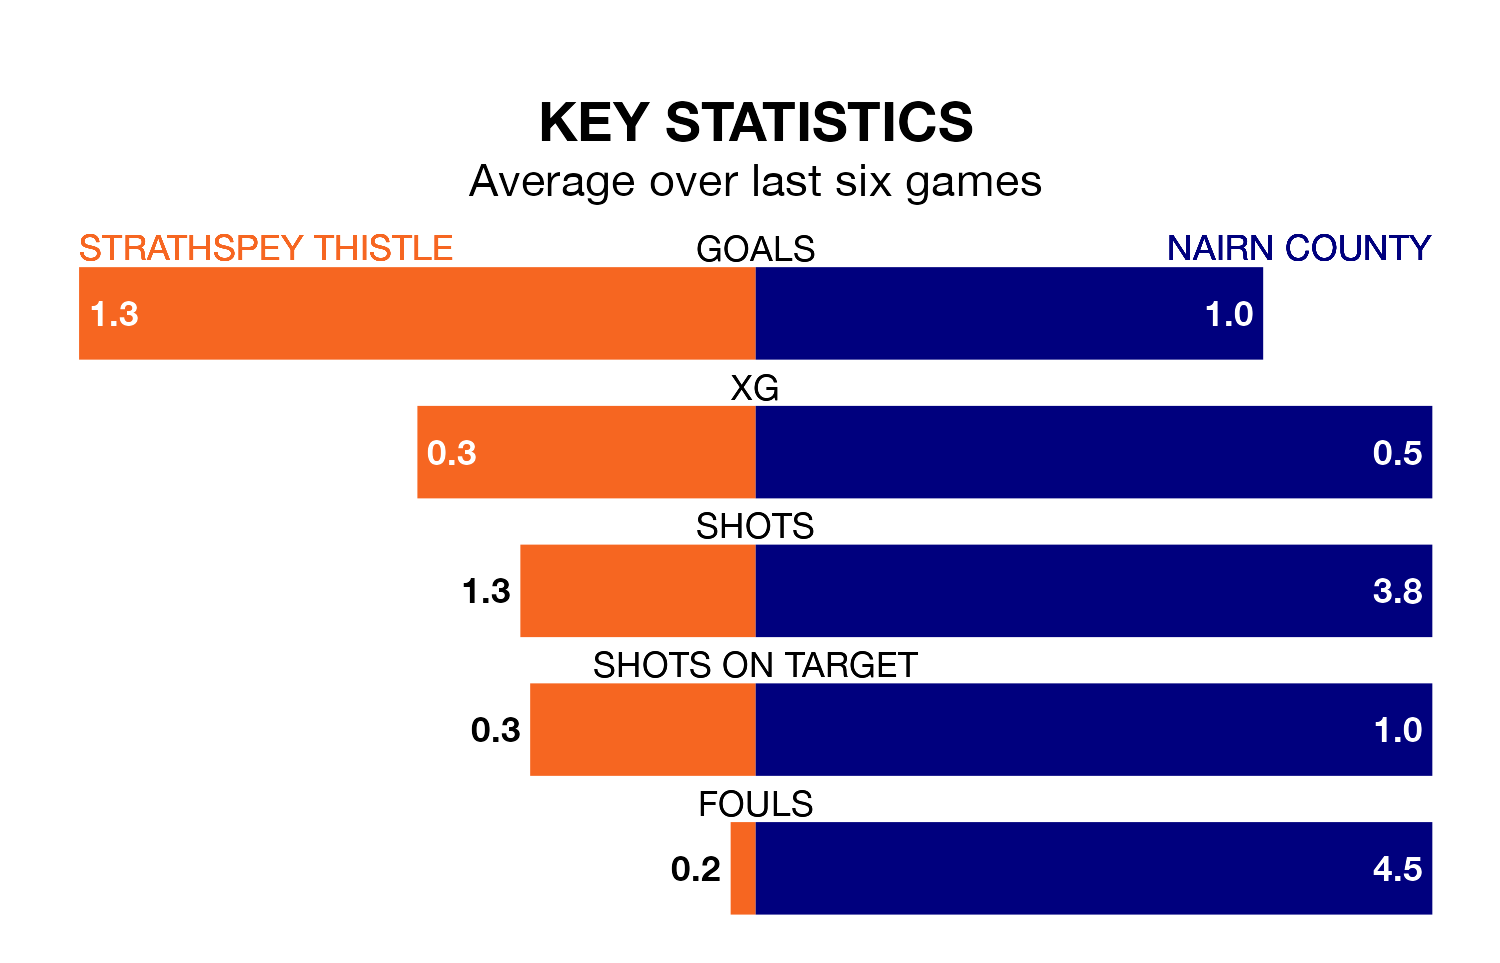 KEY STATISTICS
Average over last six games
STRATHSPEY THISTLE GOALS NAIRN COUNTY
1.3 1.0
XG
0.3 0.5
SHOTS
1.3 3.8
SHOTS ON TARGET
0.3 1.0
FOULS
0.2 4.5